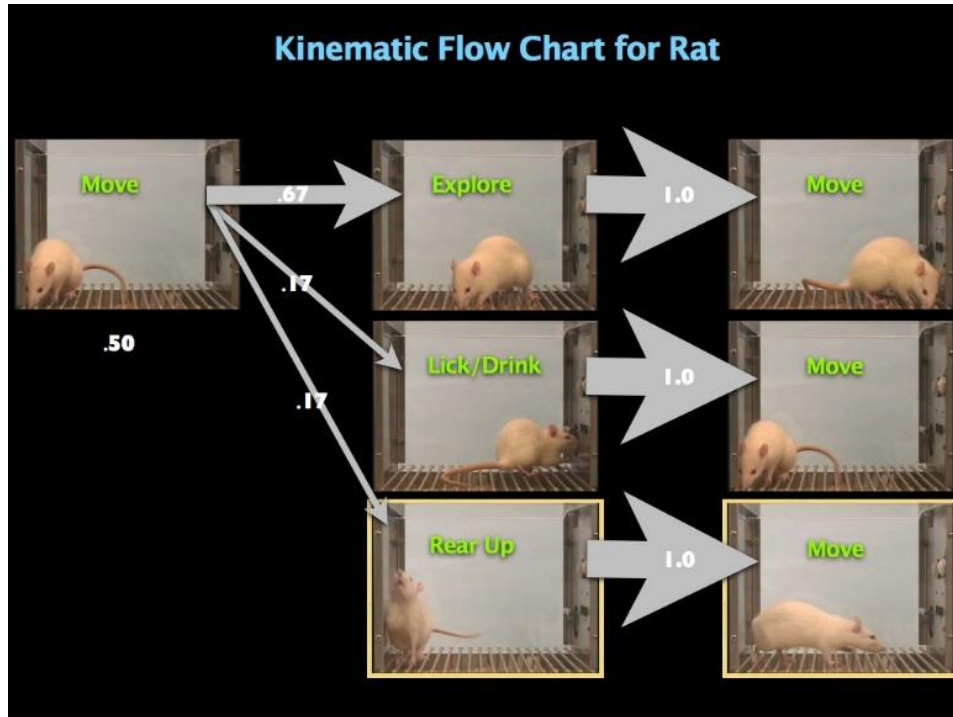 Kinematic Flow Chart for Rat
Move
.67
Explore
1.0
Move
.50
.17
Lick/Drink
1.0
Move
.17
Rear Up
1.0
Move